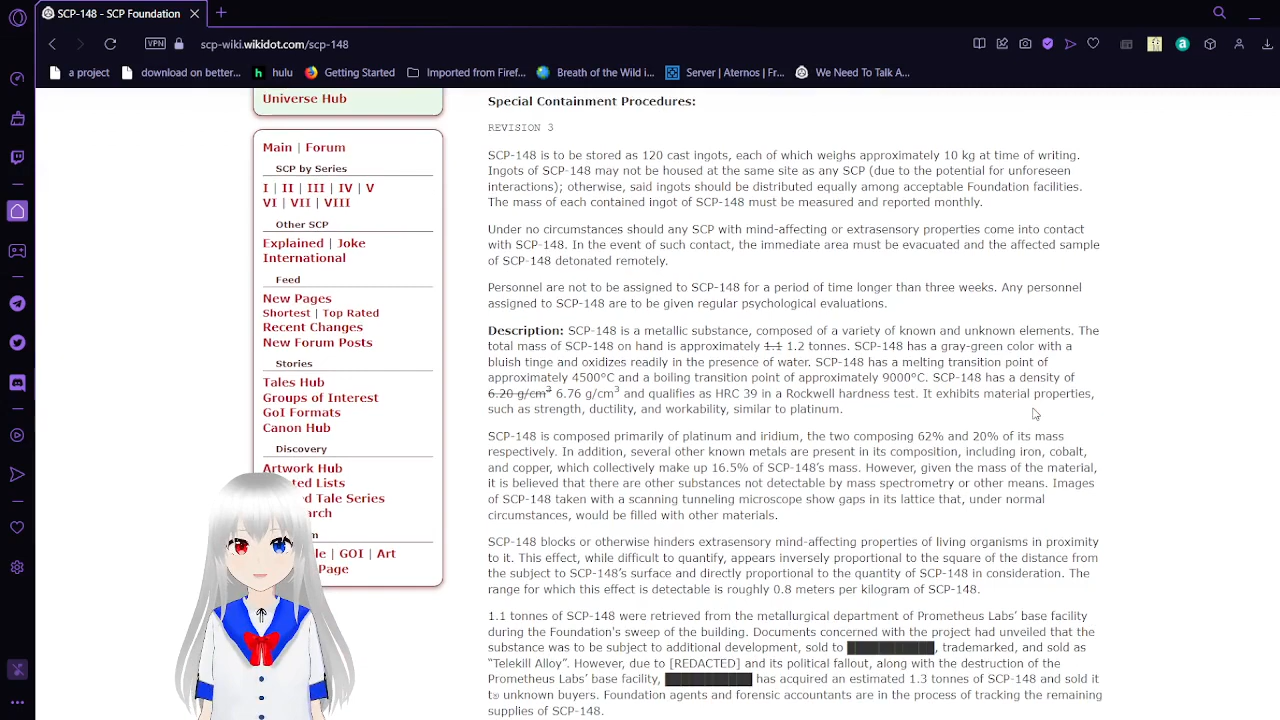 SCP-148 - SCP Foundation
VPN
scp-wiki.wikidot.com/scp-148
a project
download on better...
hulu
Getting Started
Imported from Firef...
Breath of the Wild i...
Server | Aternos | Fr...
We Need To Talk A...
Universe Hub
Main | Forum
SCP by Series
I | II | III | IV | V
VI | VII | VIII
Other SCP
Explained | Joke
International
Feed
New Pages
Shortest | Top Rated
Recent Changes
New Forum Posts
Stories
Tales Hub
Groups of Interest
GoI Formats
Canon Hub
Discovery
Artwork Hub
Lists
Tale Series
GOI | Art
Page
Special Containment Procedures:
REVISION 3
SCP-148 is to be stored as 120 cast ingots, each of which weighs approximately 10 kg at time of writing.
Ingots of SCP-148 may not be housed at the same site as any SCP (due to the potential for unforeseen
interactions); otherwise, said ingots should be distributed equally among acceptable Foundation facilities.
The mass of each contained ingot of SCP-148 must be measured and reported monthly.
Under no circumstances should any SCP with mind-affecting or extrasensory properties come into contact
with SCP-148. In the event of such contact, the immediate area must be evacuated and the affected sample
of SCP-148 detonated remotely.
Personnel are not to be assigned to SCP-148 for a period of time longer than three weeks. Any personnel
assigned to SCP-148 are to be given regular psychological evaluations.
Description: SCP-148 is a metallic substance, composed of a variety of known and unknown elements. The
total mass of SCP-148 on hand is approximately 1.1 1.2 tonnes. SCP-148 has a gray-green color with a
bluish tinge and oxidizes readily in the presence of water. SCP-148 has a melting transition point of
approximately 4500°C and a boiling transition point of approximately 9000°C. SCP-148 has a density of
6.20 g/cm³ 6.76 g/cm³ and qualifies as HRC 39 in a Rockwell hardness test. It exhibits material properties,
such as strength, ductility, and workability, similar to platinum.
SCP-148 is composed primarily of platinum and iridium, the two composing 62% and 20% of its mass
respectively. In addition, several other known metals are present in its composition, including iron, cobalt,
and copper, which collectively make up 16.5% of SCP-148's mass. However, given the mass of the material,
it is believed that there are other substances not detectable by mass spectrometry or other means. Images
of SCP-148 taken with a scanning tunneling microscope show gaps in its lattice that, under normal
circumstances, would be filled with other materials.
SCP-148 blocks or otherwise hinders extrasensory mind-affecting properties of living organisms in proximity
to it. This effect, while difficult to quantify, appears inversely proportional to the square of the distance from
the subject to SCP-148's surface and directly proportional to the quantity of SCP-148 in consideration. The
range for which this effect is detectable is roughly 0.8 meters per kilogram of SCP-148.
1.1 tonnes of SCP-148 were retrieved from the metallurgical department of Prometheus Labs' base facility
during the Foundation's sweep of the building. Documents concerned with the project had unveiled that the
substance was to be subject to additional development, sold to ███████████, trademarked, and sold as
"Telekill Alloy". However, due to [REDACTED] and its political fallout, along with the destruction of the
Prometheus Labs' base facility, ███████████ has acquired an estimated 1.3 tonnes of SCP-148 and sold it
to unknown buyers. Foundation agents and forensic accountants are in the process of tracking the remaining
supplies of SCP-148.